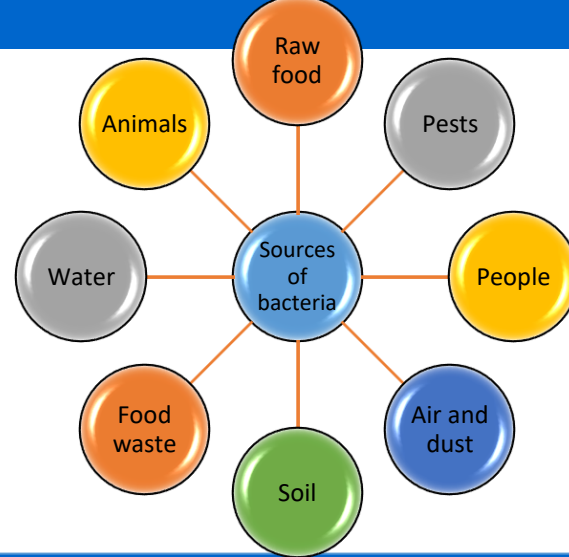 Raw
food
Animals
Pests
Water
Sources
of
bacteria
People
Food
waste
Air and
dust
Soil